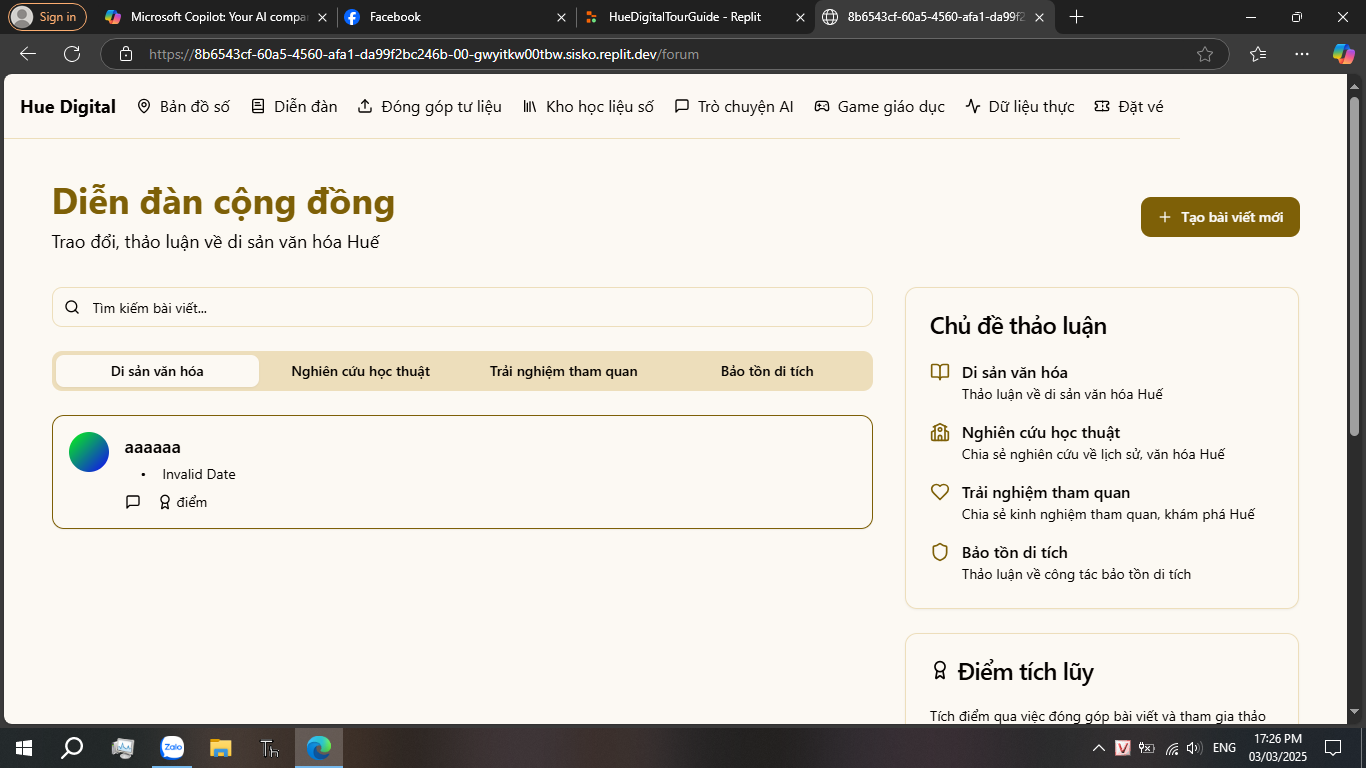 Sign in
Microsoft Copilot: Your AI compa
Facebook
HueDigitalTourGuide - Replit
8b6543cf-60a5-4560-afa1-da99f2
https://8b6543cf-60a5-4560-afa1-da99f2bc246b-00-gwyitkw00tbw.sisko.replit.dev/forum
Hue Digital
Bản đồ số
Diễn đàn
Đóng góp tư liệu
Kho học liệu số
Trò chuyện AI
Game giáo dục
Dữ liệu thực
Đặt vé
Diễn đàn cộng đồng
Trao đổi, thảo luận về di sản văn hóa Huế
+ Tạo bài viết mới
Tìm kiếm bài viết...
Di sản văn hóa
Nghiên cứu học thuật
Trải nghiệm tham quan
Bảo tồn di tích
aaaaaa
• Invalid Date
điểm
Chủ đề thảo luận
Di sản văn hóa
Thảo luận về di sản văn hóa Huế
Nghiên cứu học thuật
Chia sẻ nghiên cứu về lịch sử, văn hóa Huế
Trải nghiệm tham quan
Chia sẻ kinh nghiệm tham quan, khám phá Huế
Bảo tồn di tích
Thảo luận về công tác bảo tồn di tích
Điểm tích lũy
Tích điểm qua việc đóng góp bài viết và tham gia thảo
Zalo
Th
V
ENG
17:26 PM
03/03/2025